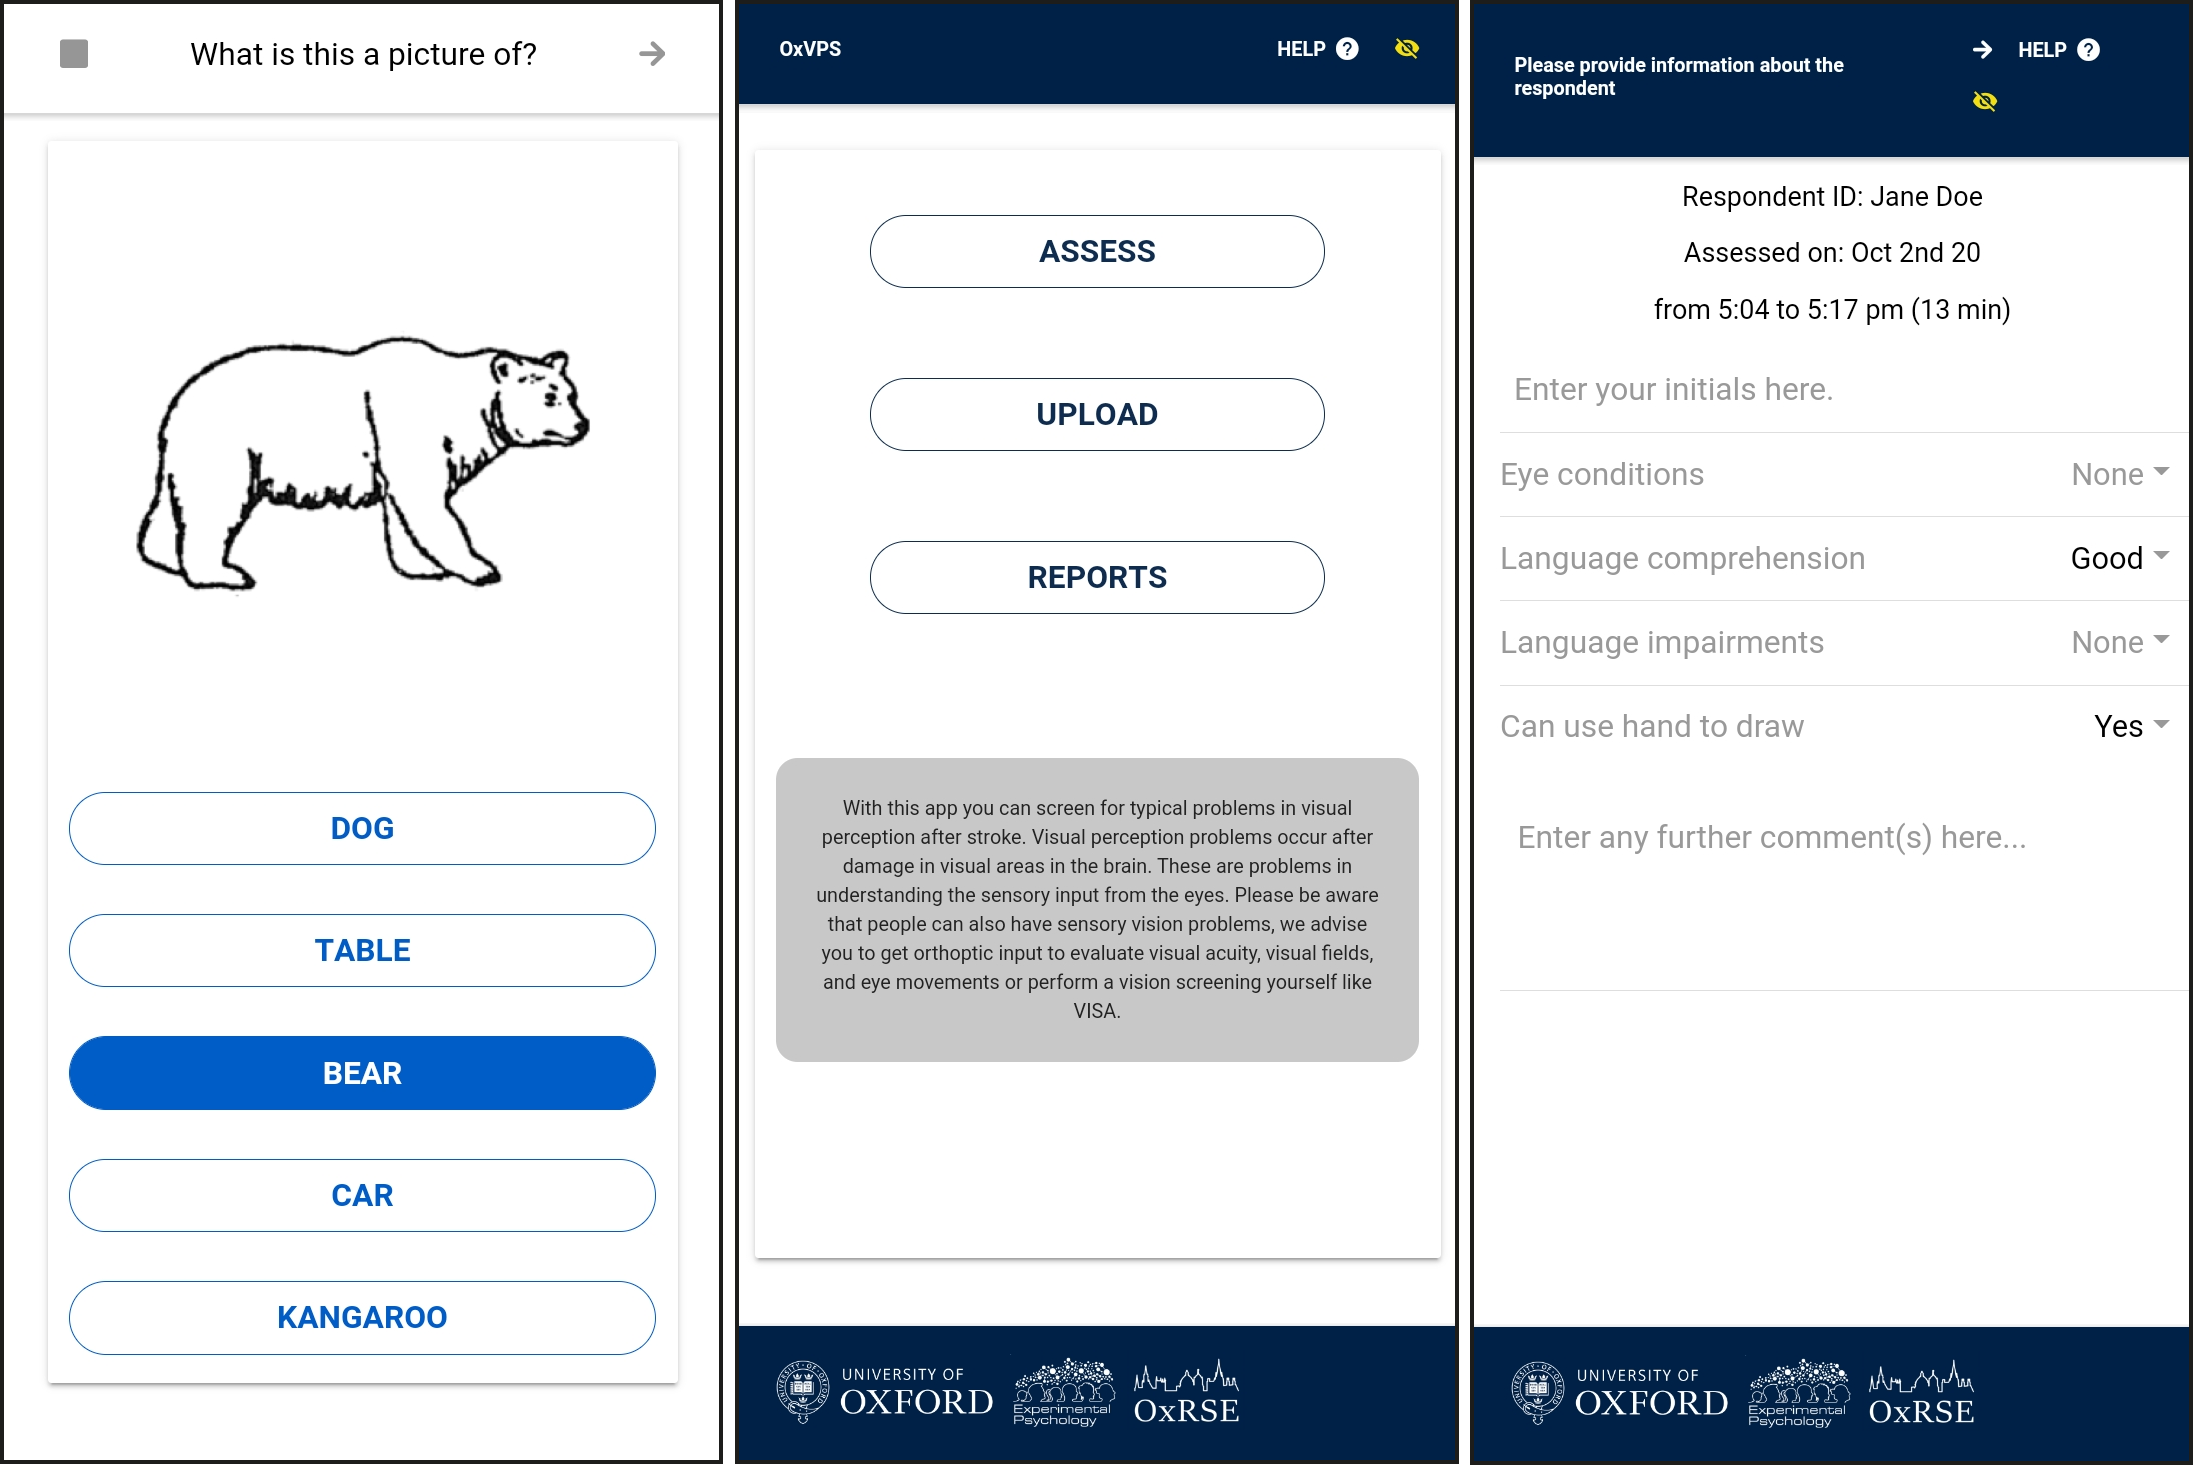 What is this a picture of?
DOG
TABLE
BEAR
CAR
KANGAROO
OxVPS
HELP ?
ASSESS
UPLOAD
REPORTS
With this app you can screen for typical problems in visual
perception after stroke. Visual perception problems occur after
damage in visual areas in the brain. These are problems in
understanding the sensory input from the eyes. Please be aware
that people can also have sensory vision problems, we advise
you to get orthoptic input to evaluate visual acuity, visual fields,
and eye movements or perform a vision screening yourself like
VISA.
UNIVERSITY OF
OXFORD
Experimental
Psychology
OxRSE
Please provide information about the
respondent
HELP ?
Respondent ID: Jane Doe
Assessed on: Oct 2nd 20
from 5:04 to 5:17 pm (13 min)
Enter your initials here.
Eye conditions None
Language comprehension Good
Language impairments None
Can use hand to draw Yes
Enter any further comment(s) here...
UNIVERSITY OF
OXFORD
Experimental
Psychology
OxRSE